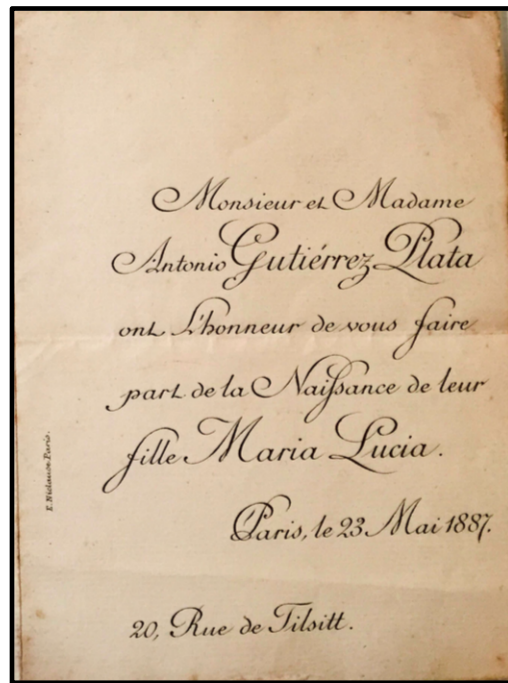 Monsieur et Madame
Antonio Gutiérrez Plata
ont l'honneur de vous faire
part de la Naiſsance de leur
fille Maria Lucia.
Paris, le 23 Mai 1887.
20, Rue de Tilsitt.
Paris.